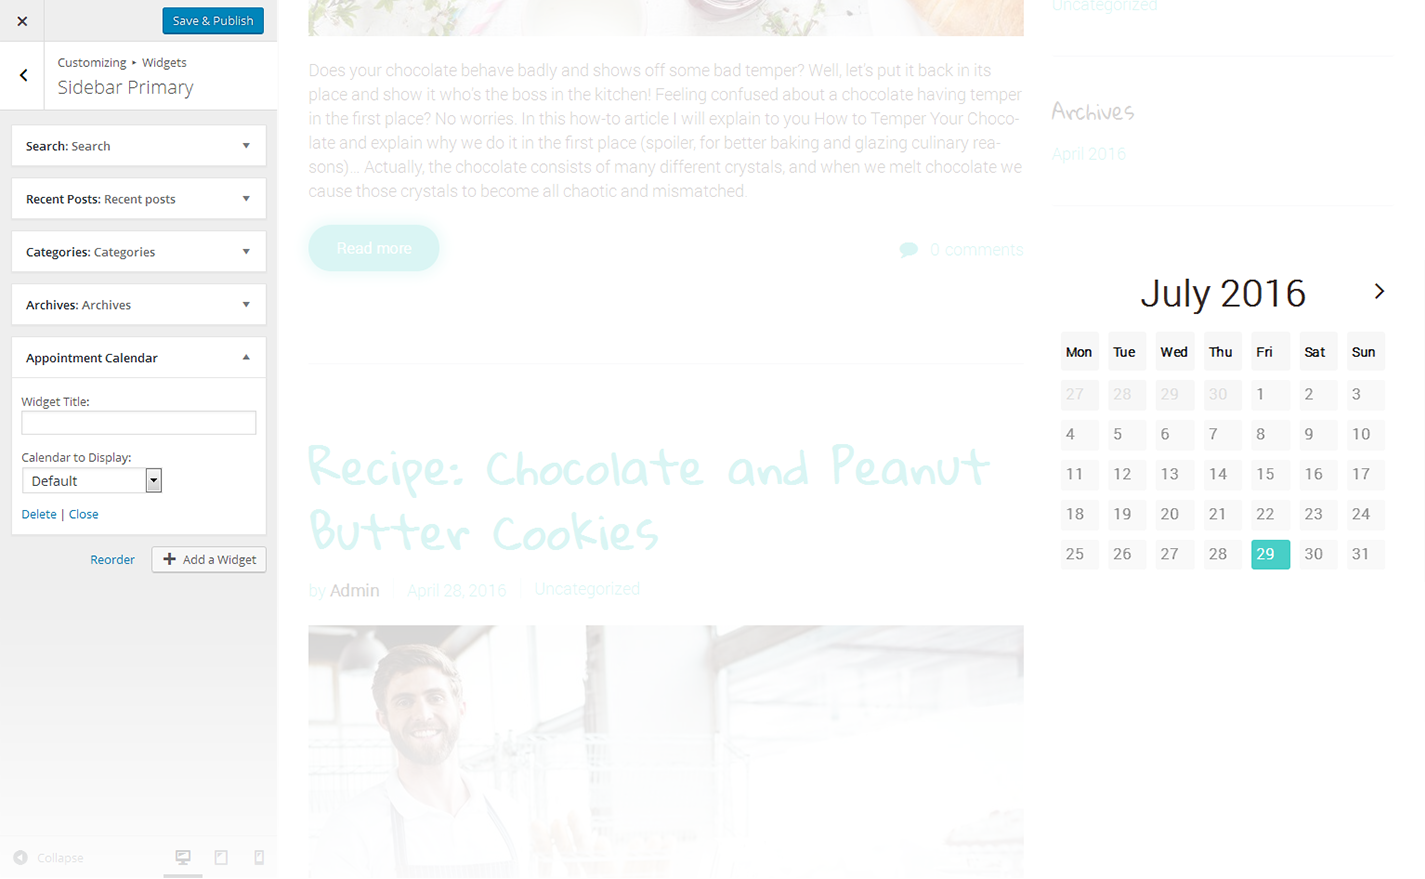 Save & Publish
Customizing ▸ Widgets
Sidebar Primary
Search: Search
Recent Posts: Recent posts
Categories: Categories
Archives: Archives
Appointment Calendar
Widget Title:
Calendar to Display:
Default
Delete | Close
Reorder
Add a Widget
Collapse
Does your chocolate behave badly and shows off some bad temper? Well, let's put it back in its
place and show it who's the boss in the kitchen! Feeling confused about a chocolate having temper
in the first place? No worries. In this how-to article I will explain to you How to Temper Your Choco-
late and explain why we do it in the first place (spoiler, for better baking and glazing culinary rea-
sons)... Actually, the chocolate consists of many different crystals, and when we melt chocolate we
cause those crystals to become all chaotic and mismatched.
Read more
0 comments
Recipe: Chocolate and Peanut
Butter Cookies
by Admin
April 28, 2016
Uncategorized
Uncategorized
Archives
April 2016
July 2016
Mon Tue Wed Thu Fri Sat Sun
27 28 29 30 1 2 3
4 5 6 7 8 9 10
11 12 13 14 15 16 17
18 19 20 21 22 23 24
25 26 27 28 29 30 31